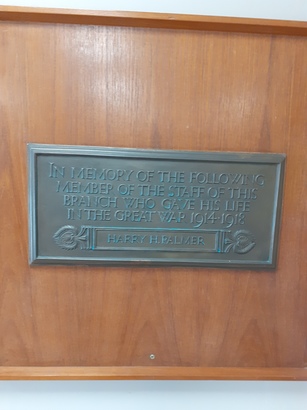 IN MEMORY OF THE FOLLOWING
MEMBER OF THE STAFF OF THIS
BRANCH WHO GAVE HIS LIFE
IN THE GREAT WAR 1914-1918
HARRY H. PALMER